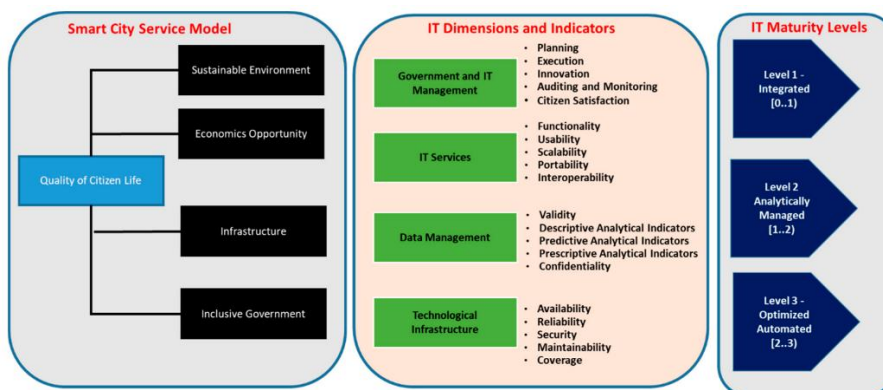 Smart City Service Model
Sustainable Environment
Economics Opportunity
Quality of Citizen Life
Infrastructure
Inclusive Government
IT Dimensions and Indicators
Government and IT
Management
• Planning
• Execution
• Innovation
• Auditing and Monitoring
• Citizen Satisfaction
IT Services
• Functionality
• Usability
• Scalability
• Portability
• Interoperability
Data Management
• Validity
• Descriptive Analytical Indicators
• Predictive Analytical Indicators
• Prescriptive Analytical Indicators
• Confidentiality
Technological
Infrastructure
• Availability
• Reliability
• Security
• Maintainability
• Coverage
IT Maturity Levels
Level 1 -
Integrated
[0..1)
Level 2
Analytically
Managed
[1..2)
Level 3 -
Optimized
Automated
[2..3)